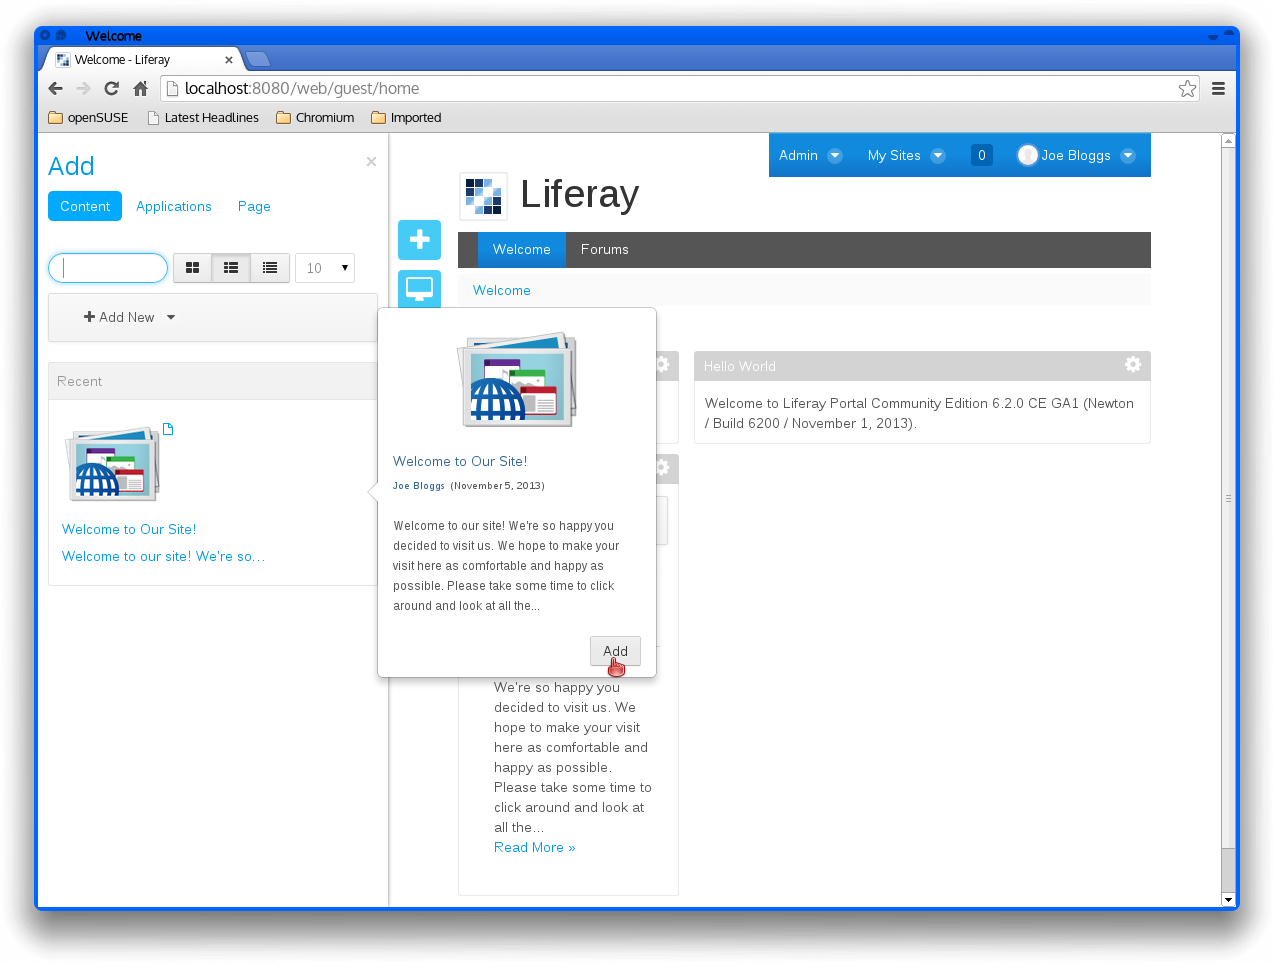 Welcome
Welcome - Liferay
localhost:8080/web/guest/home
openSUSE Latest Headlines Chromium Imported
Add
Content Applications Page
10
Add New
Recent
Welcome to Our Site!
Welcome to our site! We're so...
Admin My Sites 0 Joe Bloggs
Liferay
Welcome Forums
Welcome
Welcome to Our Site!
Joe Bloggs (November 5, 2013)
Welcome to our site! We're so happy you
decided to visit us. We hope to make your
visit here as comfortable and happy as
possible. Please take some time to click
around and look at all the...
Add
Hello World
Welcome to Liferay Portal Community Edition 6.2.0 CE GA1 (Newton
/ Build 6200 / November 1, 2013).
We're so happy you
decided to visit us. We
hope to make your visit
here as comfortable and
happy as possible.
Please take some time to
click around and look at
all the...
Read More »